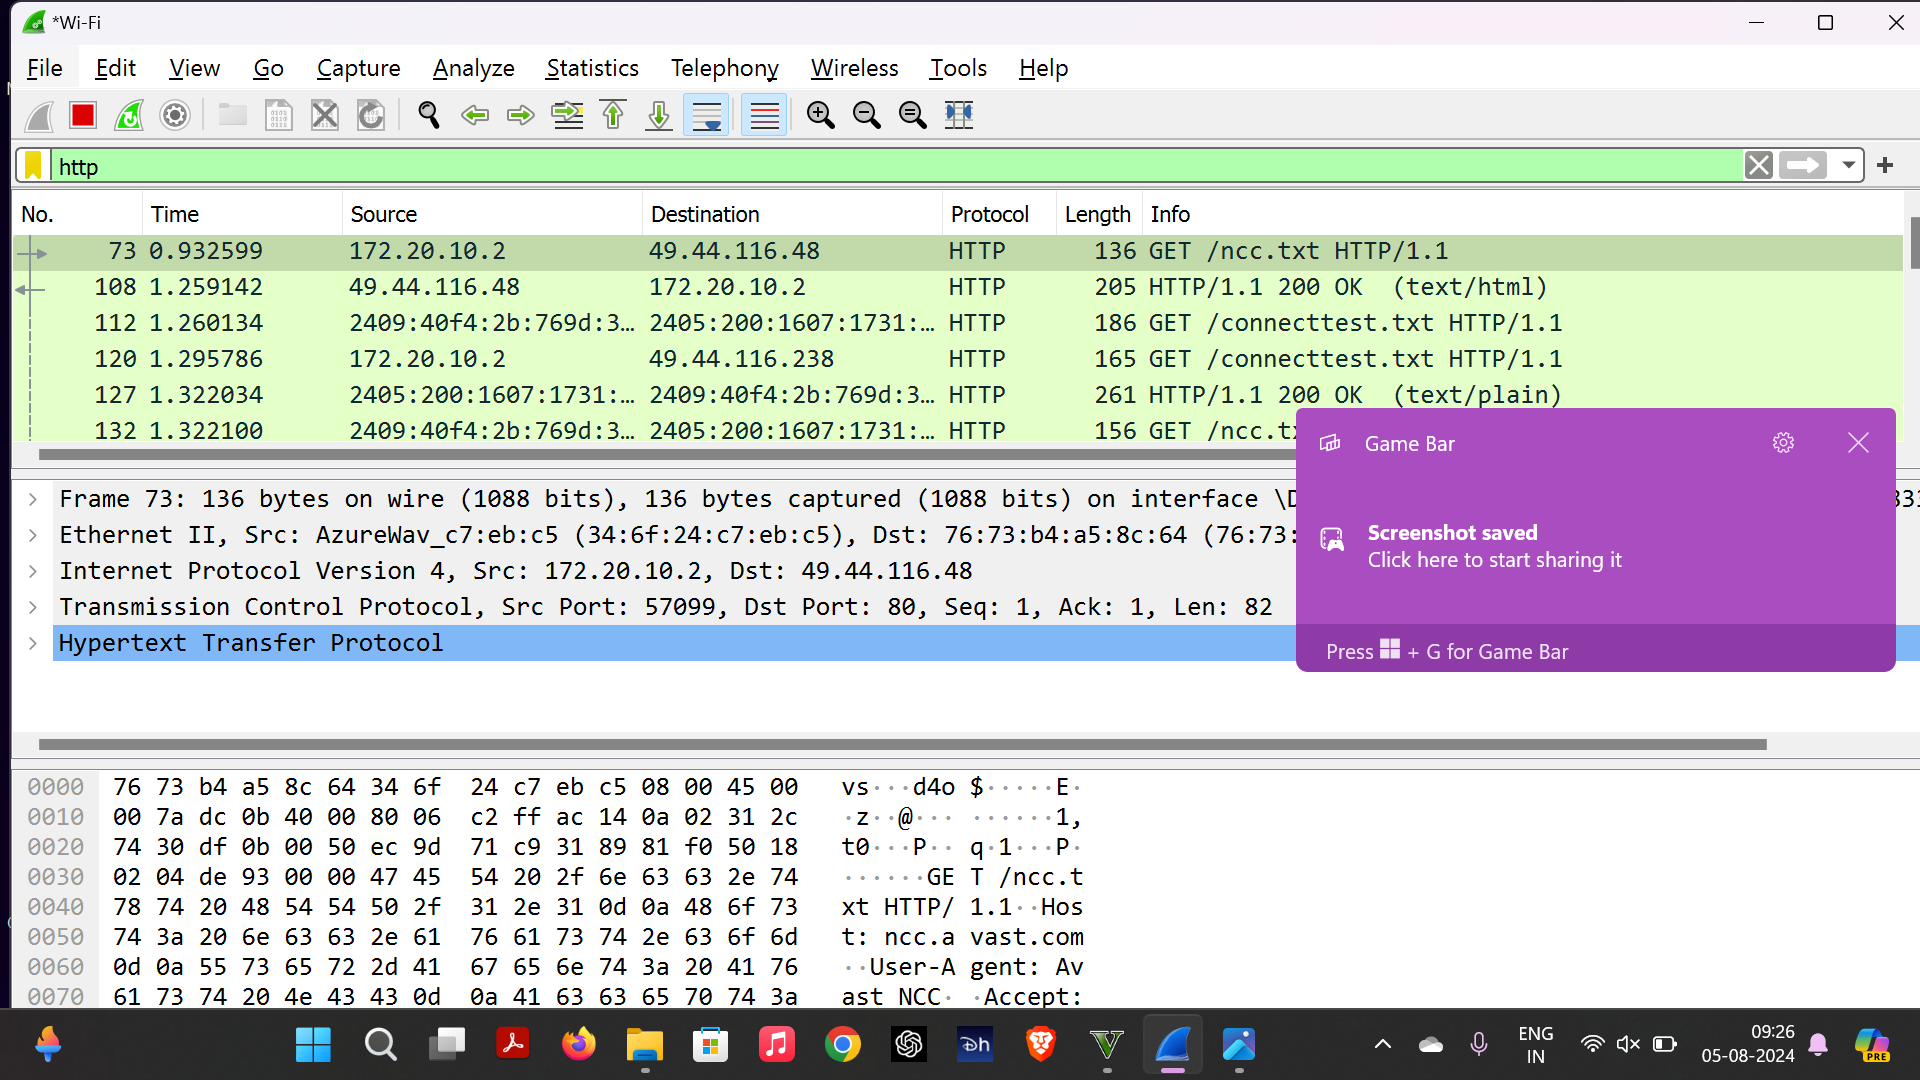 *Wi-Fi
File Edit View Go Capture Analyze Statistics Telephony Wireless Tools Help
http
No. Time Source Destination Protocol Length Info
73 0.932599 172.20.10.2 49.44.116.48 HTTP 136 GET /ncc.txt HTTP/1.1
108 1.259142 49.44.116.48 172.20.10.2 HTTP 205 HTTP/1.1 200 OK (text/html)
112 1.260134 2409:40f4:2b:769d:3… 2405:200:1607:1731:… HTTP 186 GET /connecttest.txt HTTP/1.1
120 1.295786 172.20.10.2 49.44.116.238 HTTP 165 GET /connecttest.txt HTTP/1.1
127 1.322034 2405:200:1607:1731:… 2409:40f4:2b:769d:3… HTTP 261 HTTP/1.1 200 OK (text/plain)
132 1.322100 2409:40f4:2b:769d:3… 2405:200:1607:1731:… HTTP 156 GET /ncc.t
Game Bar
Screenshot saved
Click here to start sharing it
Press + G for Game Bar
Frame 73: 136 bytes on wire (1088 bits), 136 bytes captured (1088 bits) on interface \
Ethernet II, Src: AzureWav_c7:eb:c5 (34:6f:24:c7:eb:c5), Dst: 76:73:b4:a5:8c:64 (76:73:
Internet Protocol Version 4, Src: 172.20.10.2, Dst: 49.44.116.48
Transmission Control Protocol, Src Port: 57099, Dst Port: 80, Seq: 1, Ack: 1, Len: 82
Hypertext Transfer Protocol
0000 76 73 b4 a5 8c 64 34 6f 24 c7 eb c5 08 00 45 00 vs···d4o $·····E·
0010 00 7a dc 0b 40 00 80 06 c2 ff ac 14 0a 02 31 2c ·z··@··· ······1,
0020 74 30 df 0b 00 50 ec 9d 71 c9 31 89 81 f0 50 18 t0···P·· q·1···P·
0030 02 04 de 93 00 00 47 45 54 20 2f 6e 63 63 2e 74 ······GE T /ncc.t
0040 78 74 20 48 54 54 50 2f 31 2e 31 0d 0a 48 6f 73 xt HTTP/ 1.1··Hos
0050 74 3a 20 6e 63 63 2e 61 76 61 73 74 2e 63 6f 6d t: ncc.a vast.com
0060 0d 0a 55 73 65 72 2d 41 67 65 6e 74 3a 20 41 76 ··User-A gent: Av
0070 61 73 74 20 4e 43 43 0d 0a 41 63 63 65 70 74 3a ast NCC· ·Accept:
ENG
IN
09:26
05-08-2024
PRE